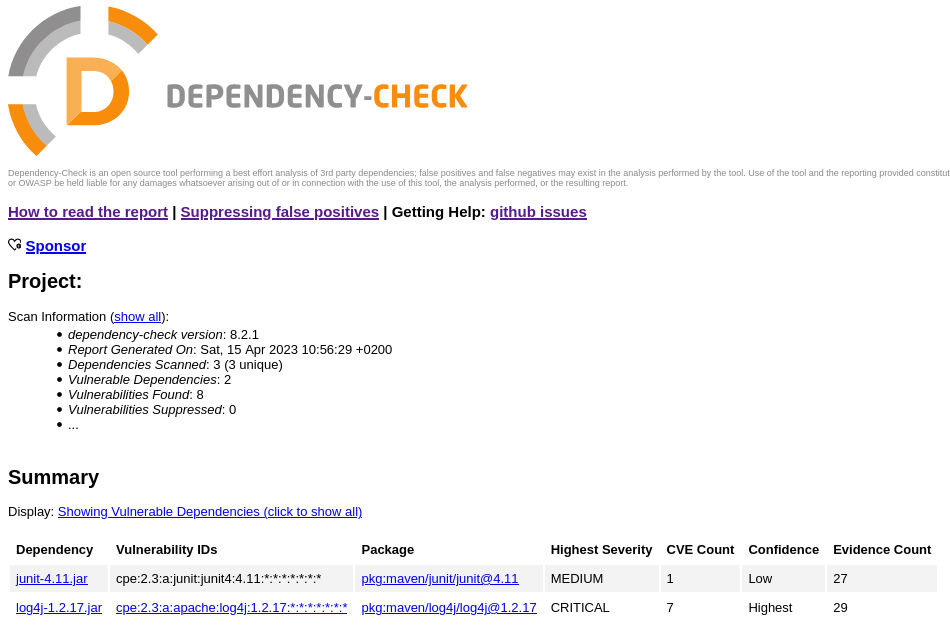 D DEPENDENCY-CHECK
Dependency-Check is an open source tool performing a best effort analysis of 3rd party dependencies; false positives and false negatives may exist in the analysis performed by the tool. Use of the tool and the reporting provided constitut
or OWASP be held liable for any damages whatsoever arising out of or in connection with the use of this tool, the analysis performed, or the resulting report.
How to read the report | Suppressing false positives | Getting Help: github issues
Sponsor
Project:
Scan Information (show all):
• dependency-check version: 8.2.1
• Report Generated On: Sat, 15 Apr 2023 10:56:29 +0200
• Dependencies Scanned: 3 (3 unique)
• Vulnerable Dependencies: 2
• Vulnerabilities Found: 8
• Vulnerabilities Suppressed: 0
• ...
Summary
Display: Showing Vulnerable Dependencies (click to show all)
Dependency Vulnerability IDs Package Highest Severity CVE Count Confidence Evidence Count
junit-4.11.jar cpe:2.3:a:junit:junit4:4.11:*:*:*:*:*:*:* pkg:maven/junit/junit@4.11 MEDIUM 1 Low 27
log4j-1.2.17.jar cpe:2.3:a:apache:log4j:1.2.17:*:*:*:*:*:*:* pkg:maven/log4j/log4j@1.2.17 CRITICAL 7 Highest 29